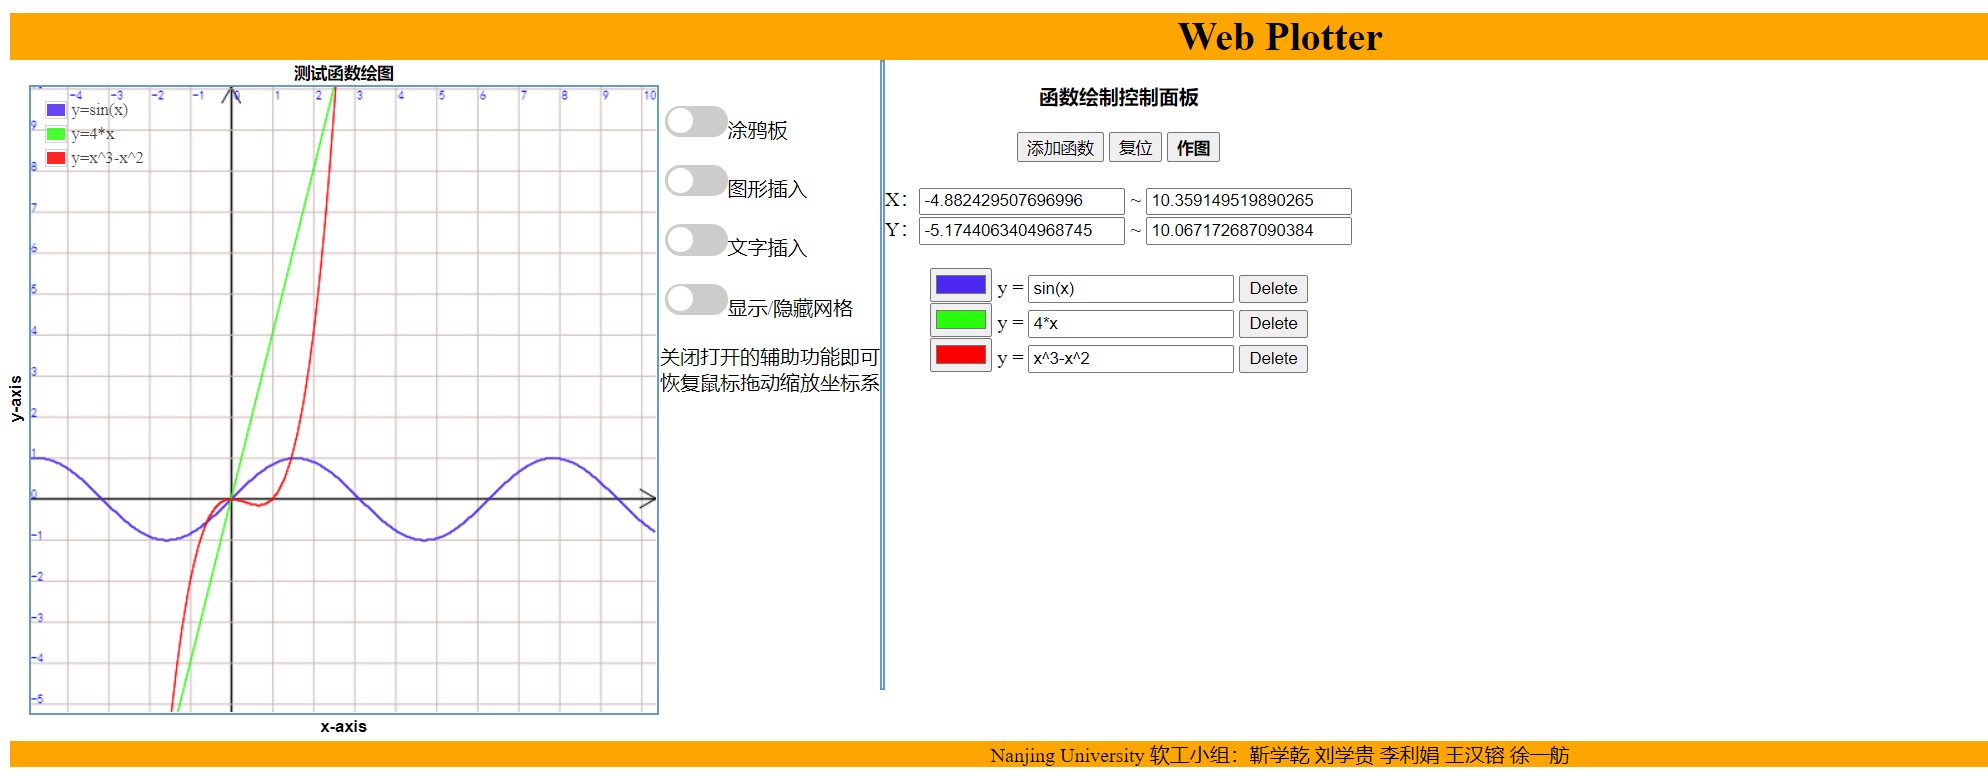 Web Plotter
测试函数绘图
-4 -3 -2 -1 0 1 2 3 4 5 6 7 8 9 10
y=sin(x)
y=4*x
y=x^3-x^2
9
8
7
6
5
4
3
2
1
0
-1
-2
-3
-4
-5
y-axis
x-axis
涂鸦板
图形插入
文字插入
显示/隐藏网格
关闭打开的辅助功能即可
恢复鼠标拖动缩放坐标系
函数绘制控制面板
添加函数 复位 作图
X： -4.882429507696996 ~ 10.359149519890265
Y： -5.1744063404968745 ~ 10.067172687090384
y = sin(x) Delete
y = 4*x Delete
y = x^3-x^2 Delete
Nanjing University 软工小组：靳学乾 刘学贵 李利娟 王汉镕 徐一舫